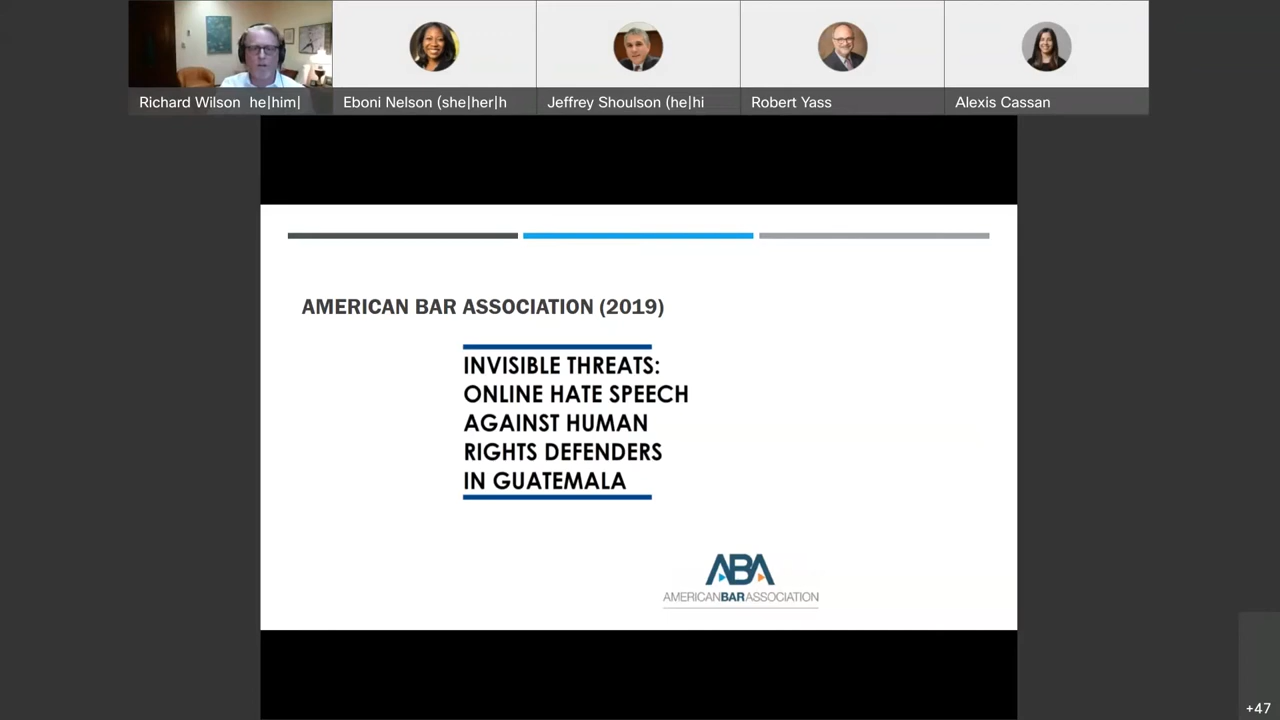 Richard Wilson he|him|
Eboni Nelson (she|her|h
Jeffrey Shoulson (he|hi
Robert Yass
Alexis Cassan
AMERICAN BAR ASSOCIATION (2019)
INVISIBLE THREATS:
ONLINE HATE SPEECH
AGAINST HUMAN
RIGHTS DEFENDERS
IN GUATEMALA
ABA
AMERICANBARASSOCIATION
+47